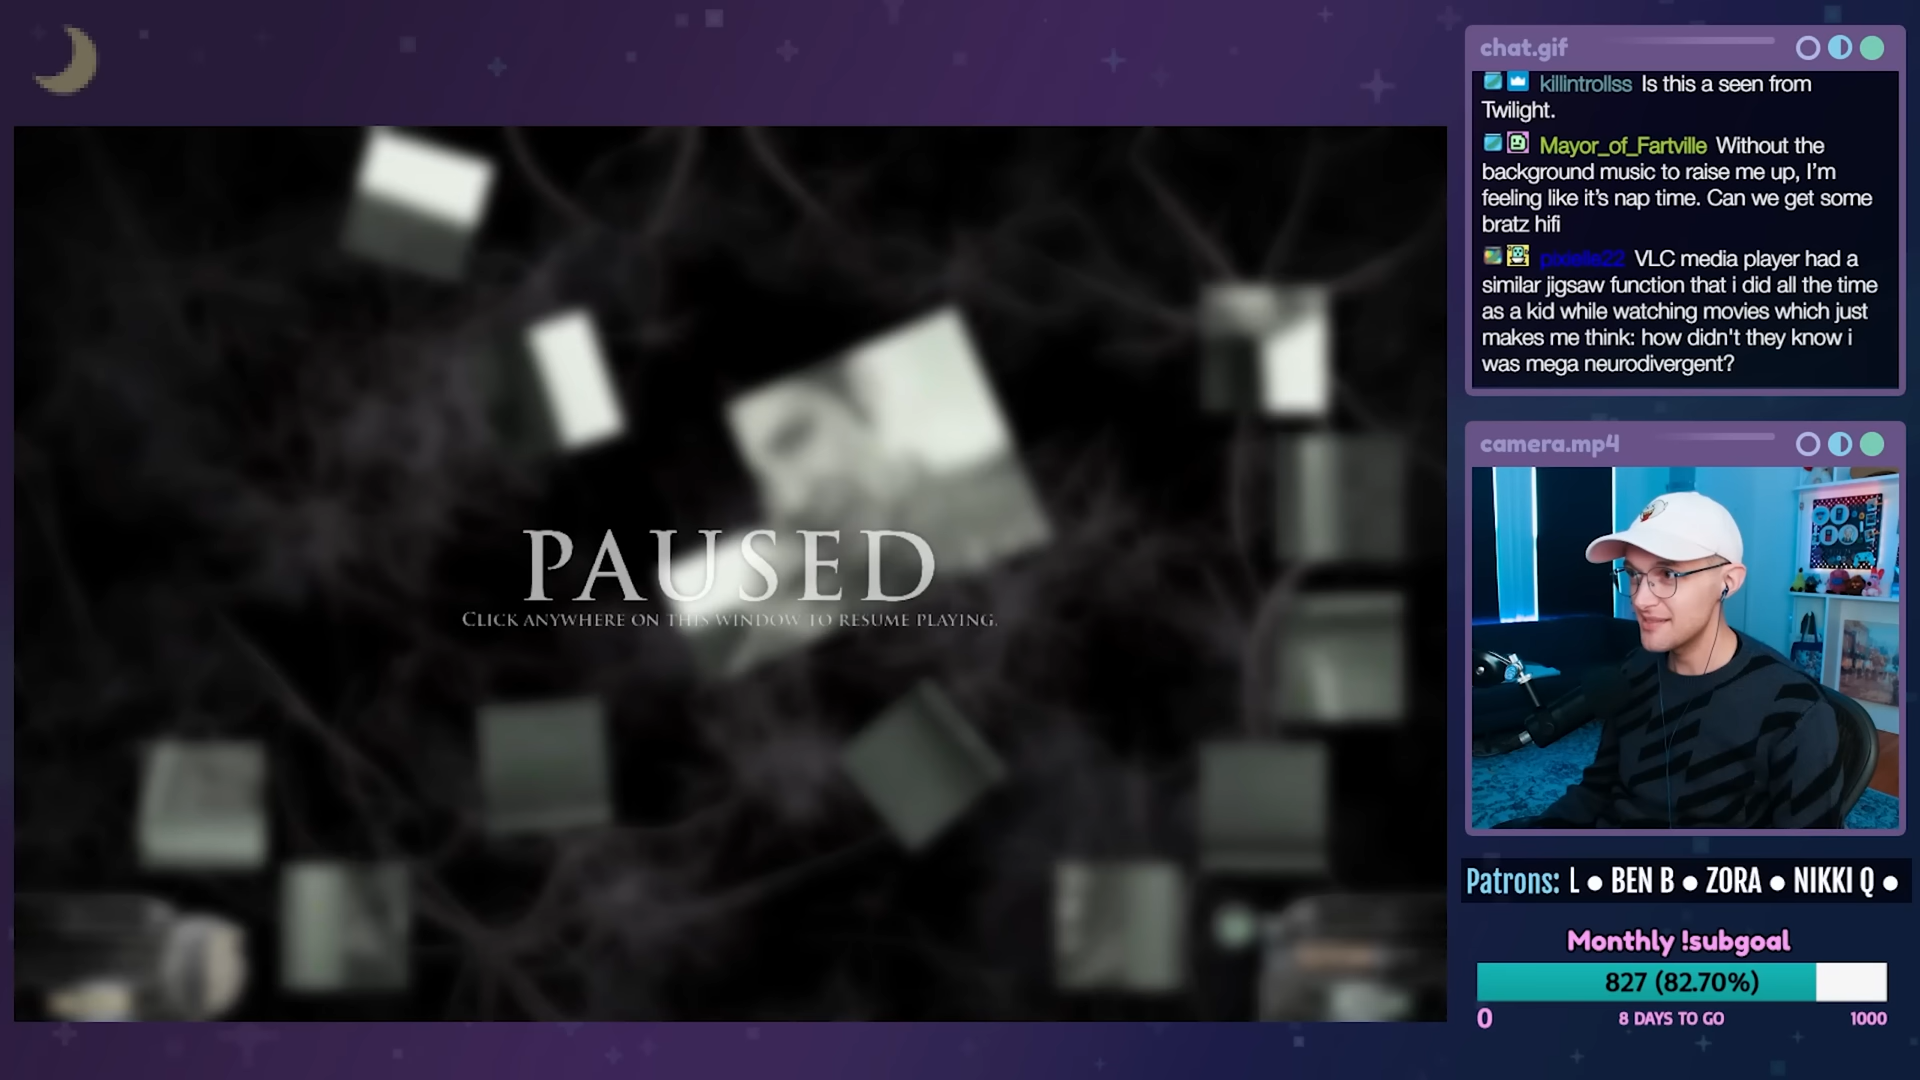 chat.gif
killintrollss Is this a seen from
Twilight.
Mayor_of_Fartville Without the
background music to raise me up, I'm
feeling like it's nap time. Can we get some
bratz hifi
pixielle22 VLC media player had a
similar jigsaw function that i did all the time
as a kid while watching movies which just
makes me think: how didn't they know i
was mega neurodivergent?
PAUSED
CLICK ANYWHERE ON THIS WINDOW TO RESUME PLAYING.
camera.mp4
Patrons: L ● BEN B ● ZORA ● NIKKI Q ●
Monthly !subgoal
827 (82.70%)
0 8 DAYS TO GO 1000